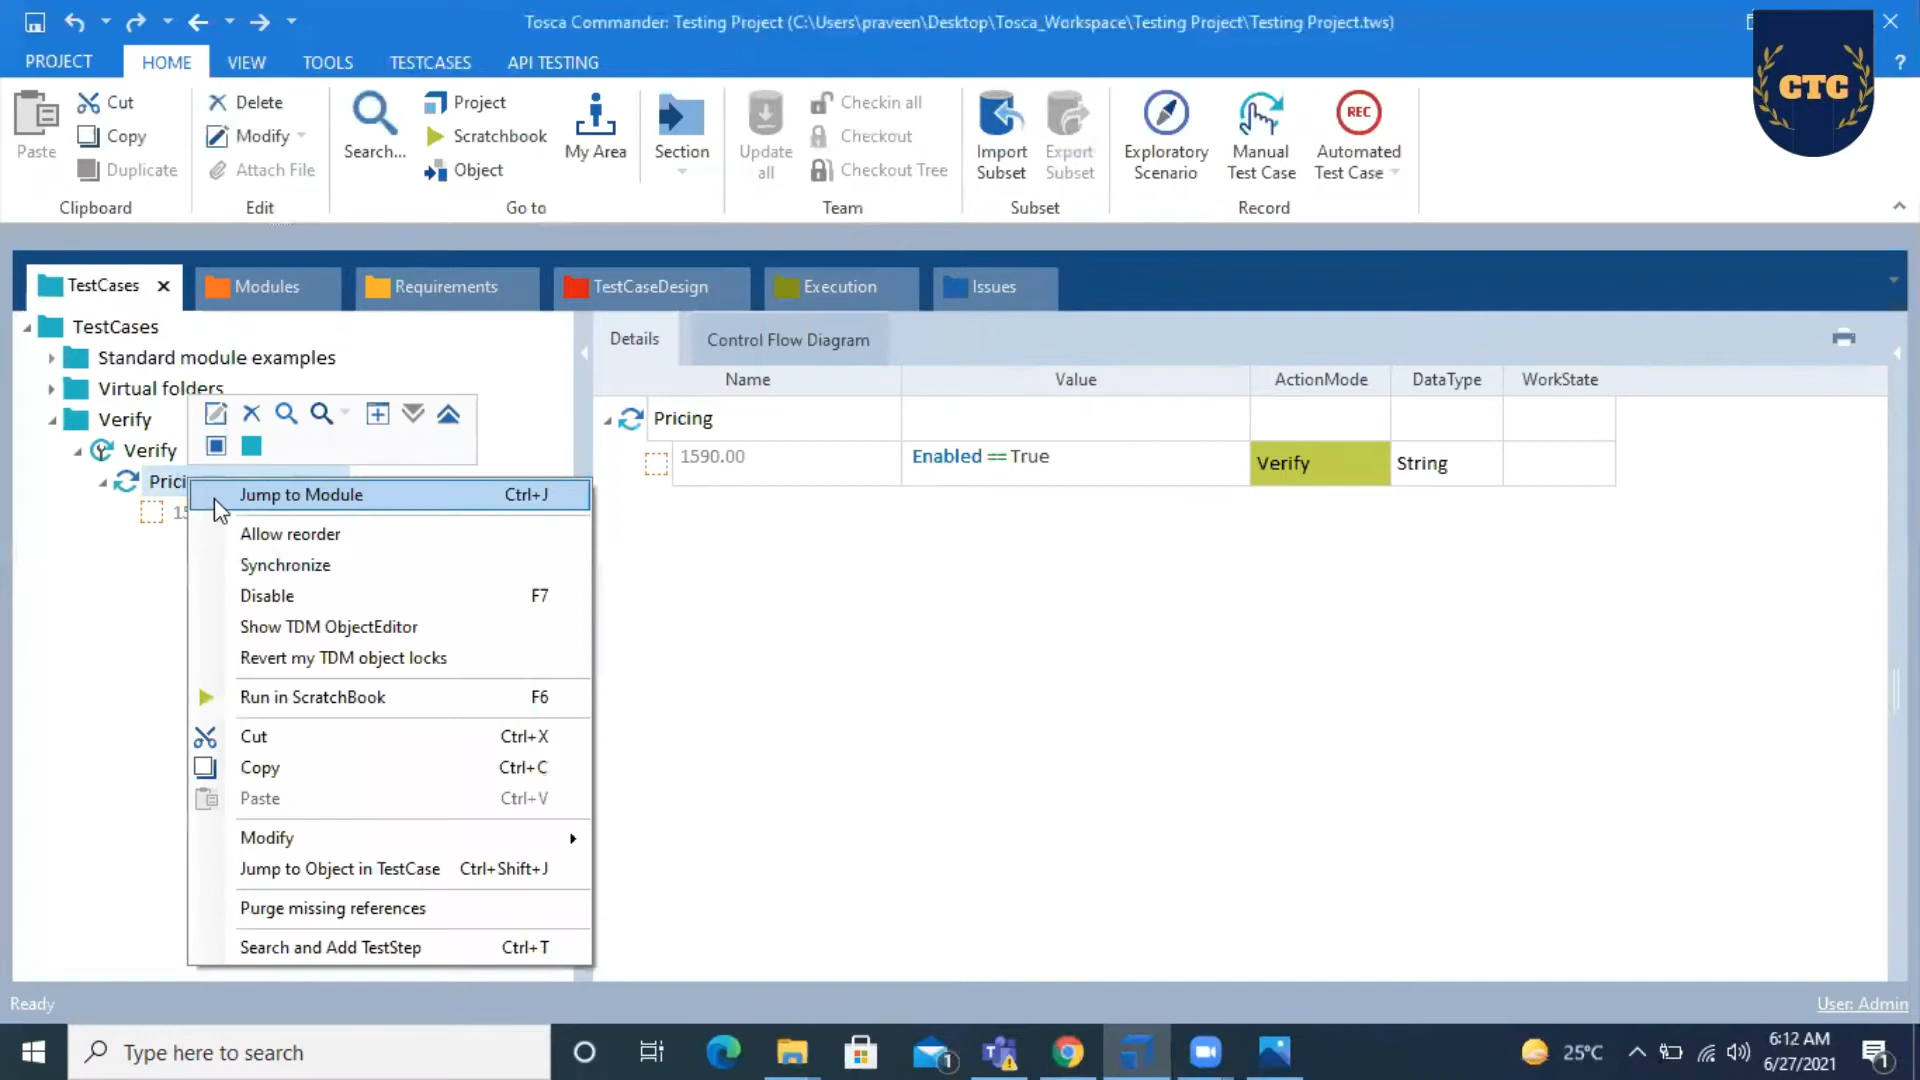 Tosca Commander: Testing Project (C:\Users\praveen\Desktop\Tosca_Workspace\Testing Project\Testing Project.tws)
PROJECT HOME VIEW TOOLS TESTCASES API TESTING
?
CTC
Paste
Cut
Copy
Duplicate
Clipboard
Delete
Modify
Attach File
Edit
Search...
Project
Scratchbook
Object
My Area
Section
Go to
Update all
Checkin all
Checkout
Checkout Tree
Team
Import Subset
Export Subset
Subset
Exploratory Scenario
Manual Test Case
REC
Automated Test Case
Record
TestCases Modules Requirements TestCaseDesign Execution Issues
TestCases
Standard module examples
Virtual folders
Verify
Verify
Prici
15
Jump to Module Ctrl+J
Allow reorder
Synchronize
Disable F7
Show TDM ObjectEditor
Revert my TDM object locks
Run in ScratchBook F6
Cut Ctrl+X
Copy Ctrl+C
Paste Ctrl+V
Modify
Jump to Object in TestCase Ctrl+Shift+J
Purge missing references
Search and Add TestStep Ctrl+T
Details Control Flow Diagram
Name Value ActionMode DataType WorkState
Pricing
1590.00 Enabled == True Verify String
Ready User: Admin
Type here to search
1
25°C
6:12 AM
6/27/2021
1